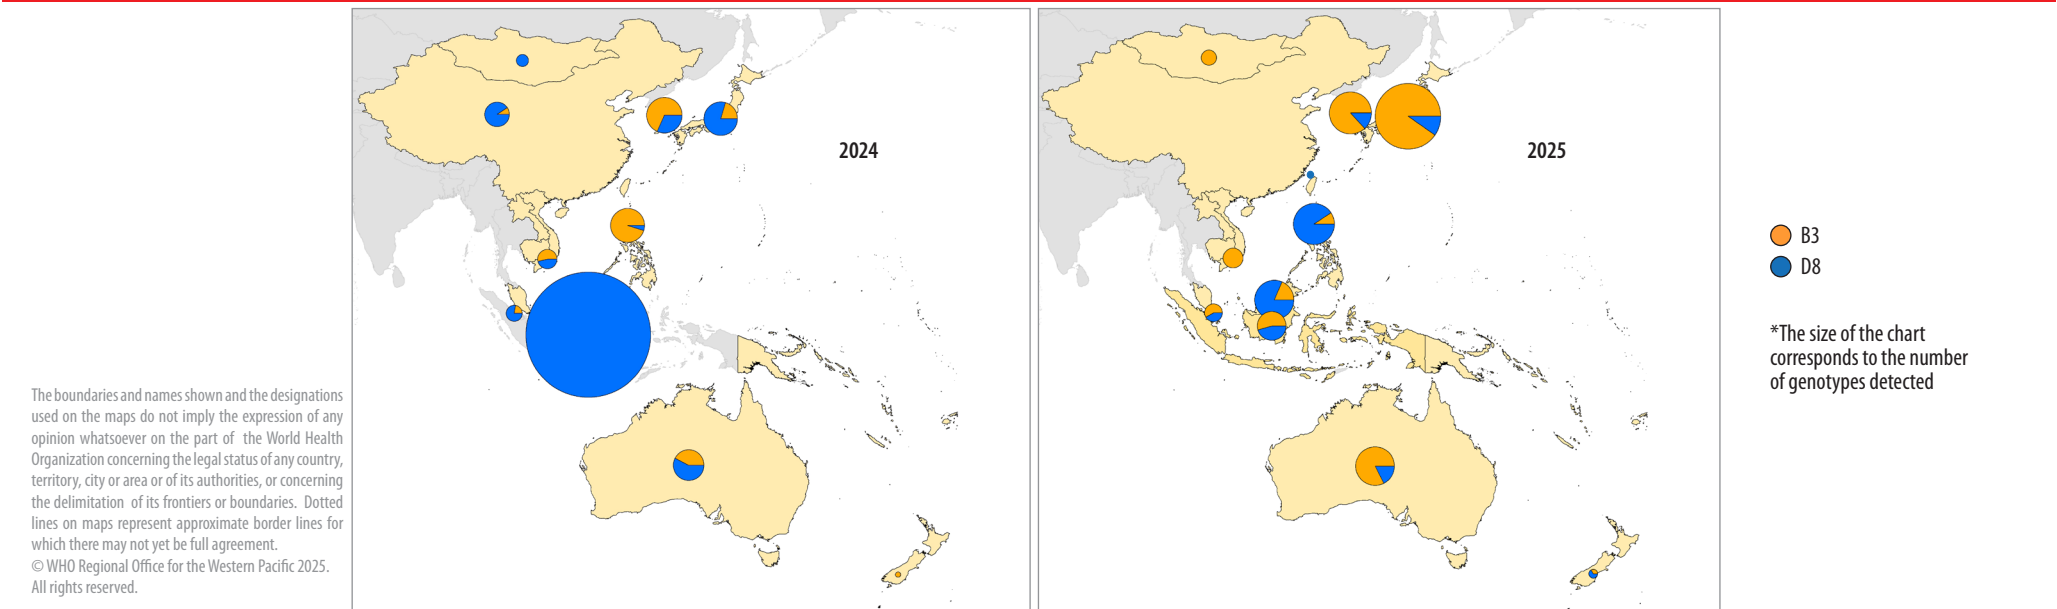 2024
2025
B3
D8
*The size of the chart
corresponds to the number
of genotypes detected
The boundaries and names shown and the designations
used on the maps do not imply the expression of any
opinion whatsoever on the part of the World Health
Organization concerning the legal status of any country,
territory, city or area or of its authorities, or concerning
the delimitation of its frontiers or boundaries. Dotted
lines on maps represent approximate border lines for
which there may not yet be full agreement.
© WHO Regional Office for the Western Pacific 2025.
All rights reserved.